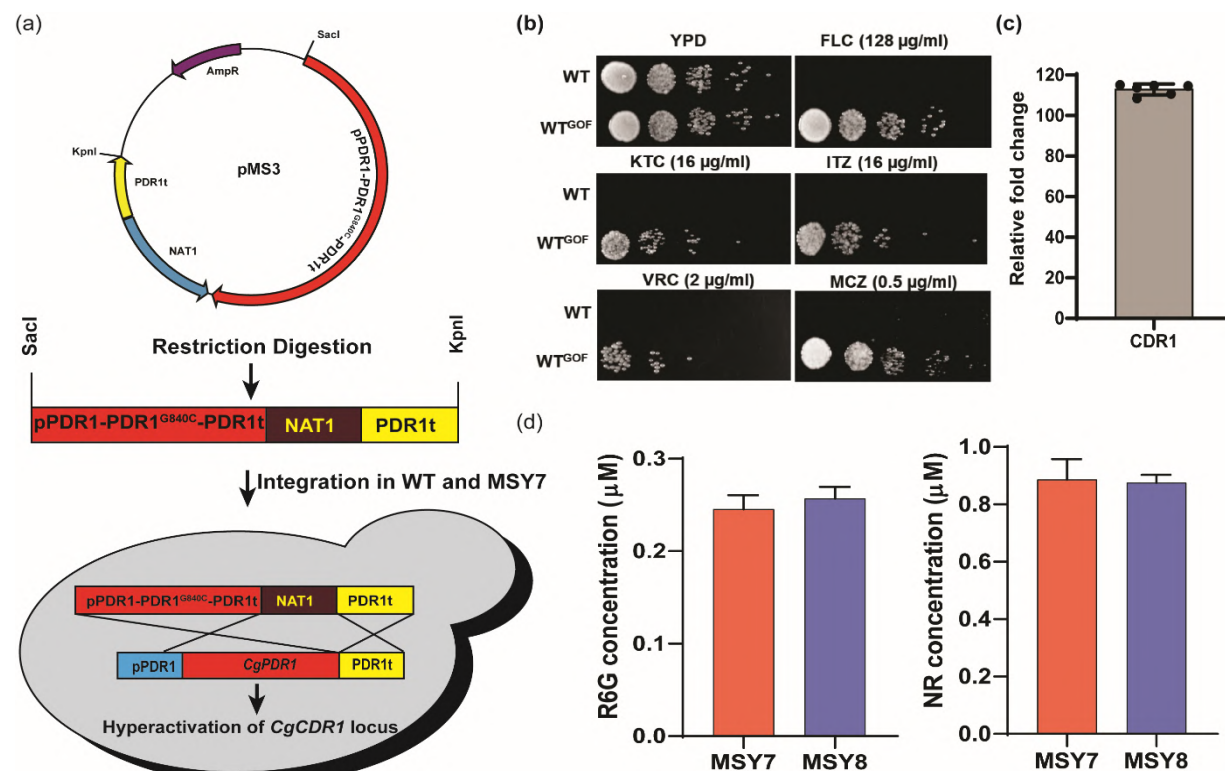 (a)
SacI
AmpR
KpnI
pMS3
PDR1t
NAT1
pPDR1-PDR1G840C-PDR1t
SacI
Restriction Digestion
KpnI
pPDR1-PDR1G840C-PDR1t
NAT1
PDR1t
Integration in WT and MSY7
pPDR1-PDR1G840C-PDR1t
NAT1
PDR1t
pPDR1
CgPDR1
PDR1t
Hyperactivation of CgCDR1 locus
(b)
YPD
FLC (128 µg/ml)
WT
WTGOF
KTC (16 µg/ml)
ITZ (16 µg/ml)
WT
WTGOF
VRC (2 µg/ml)
MCZ (0.5 µg/ml)
WT
WTGOF
(c)
Relative fold change
120
100
80
60
40
20
0
CDR1
(d)
R6G concentration (µM)
0.3
0.2
0.1
0.0
MSY7
MSY8
NR concentration (µM)
1.0
0.8
0.6
0.4
0.2
0.0
MSY7
MSY8